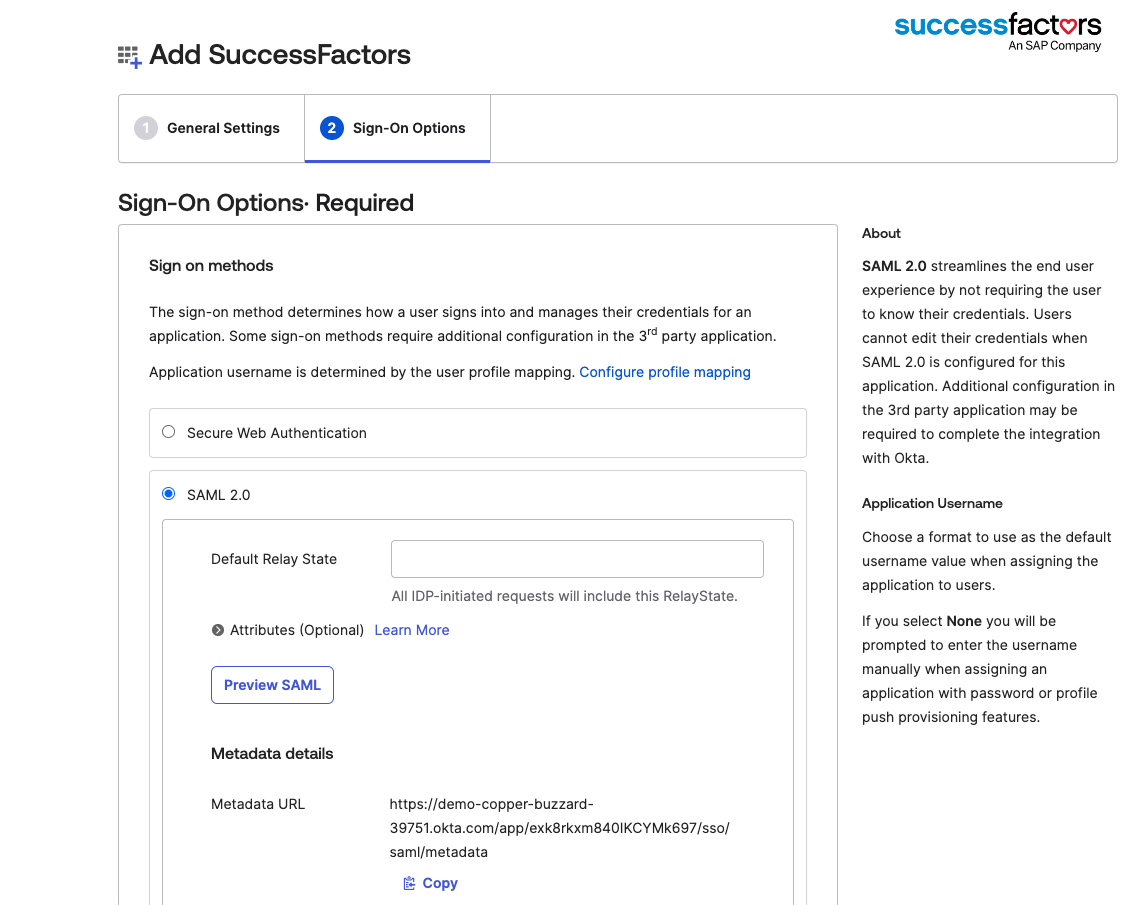 successfactors
An SAP Company
Add SuccessFactors
1 General Settings
2 Sign-On Options
Sign-On Options· Required
Sign on methods
The sign-on method determines how a user signs into and manages their credentials for an
application. Some sign-on methods require additional configuration in the 3rd party application.
Application username is determined by the user profile mapping. Configure profile mapping
Secure Web Authentication
SAML 2.0
Default Relay State
All IDP-initiated requests will include this RelayState.
Attributes (Optional) Learn More
Preview SAML
Metadata details
Metadata URL
https://demo-copper-buzzard-
39751.okta.com/app/exk8rkxm840lKCYMk697/sso/
saml/metadata
Copy
About
SAML 2.0 streamlines the end user
experience by not requiring the user
to know their credentials. Users
cannot edit their credentials when
SAML 2.0 is configured for this
application. Additional configuration in
the 3rd party application may be
required to complete the integration
with Okta.
Application Username
Choose a format to use as the default
username value when assigning the
application to users.
If you select None you will be
prompted to enter the username
manually when assigning an
application with password or profile
push provisioning features.